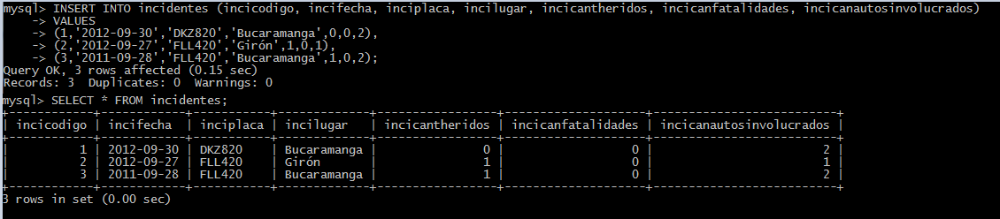 mysql> INSERT INTO incidentes (incicodigo, incifecha, inciplaca, incilugar, incicantheridos, incicanfatalidades, incicanautosinvolucrados)
    -> VALUES
    -> (1,'2012-09-30','DKZ820','Bucaramanga',0,0,2),
    -> (2,'2012-09-27','FLL420','Girón',1,0,1),
    -> (3,'2011-09-28','FLL420','Bucaramanga',1,0,2);
Query OK, 3 rows affected (0.15 sec)
Records: 3  Duplicates: 0  Warnings: 0
mysql> SELECT * FROM incidentes;
+------------+------------+-----------+-------------+-----------------+--------------------+--------------------------+
| incicodigo | incifecha  | inciplaca | incilugar   | incicantheridos | incicanfatalidades | incicanautosinvolucrados |
+------------+------------+-----------+-------------+-----------------+--------------------+--------------------------+
|          1 | 2012-09-30 | DKZ820    | Bucaramanga |               0 |                  0 |                        2 |
|          2 | 2012-09-27 | FLL420    | Girón       |               1 |                  0 |                        1 |
|          3 | 2011-09-28 | FLL420    | Bucaramanga |               1 |                  0 |                        2 |
+------------+------------+-----------+-------------+-----------------+--------------------+--------------------------+
3 rows in set (0.00 sec)